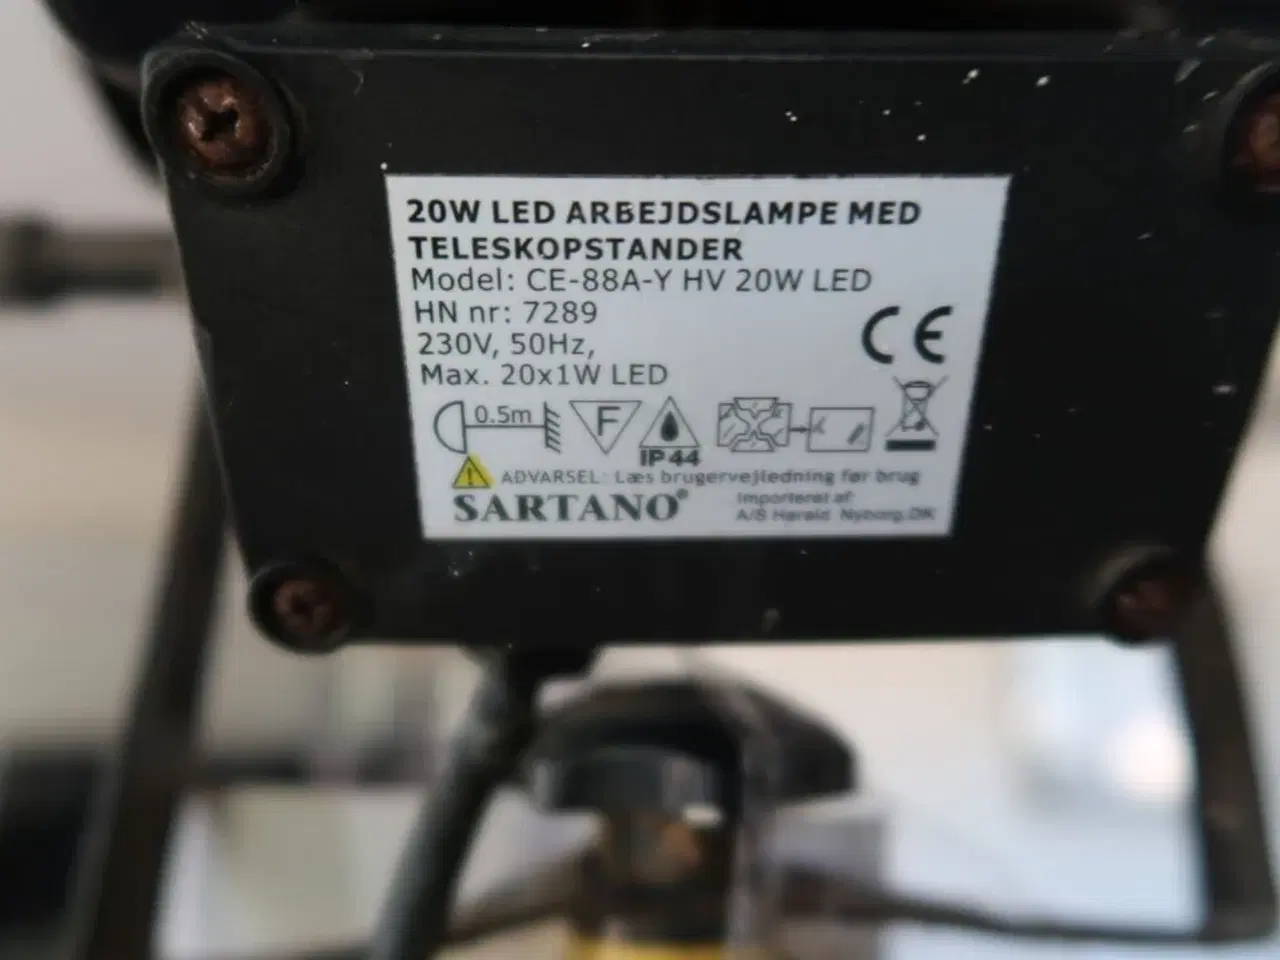 20W LED ARBEJDSLAMPE MED
TELESKOPSTANDER
Model: CE-88A-Y HV 20W LED
HN nr: 7289
230V, 50Hz,
Max. 20x1W LED
CE
0.5m
F
IP44
ADVARSEL: Læs brugervejledning før brug
SARTANO®
Importeret af
A/S Harald Nyborg.DK